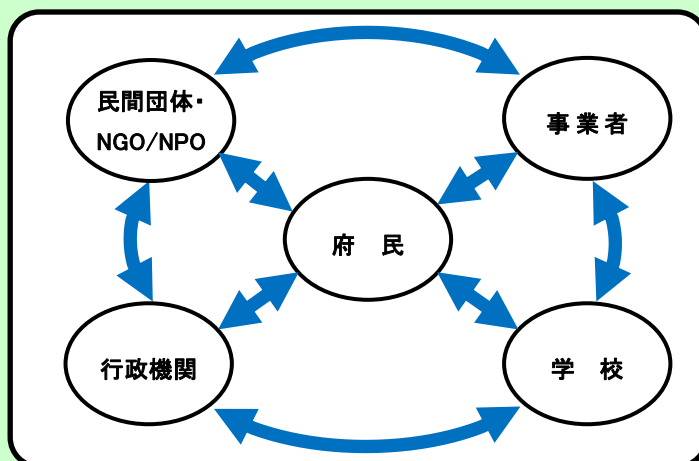 民間団体・
NGO/NPO
事業者
府　民
行政機関
学　校